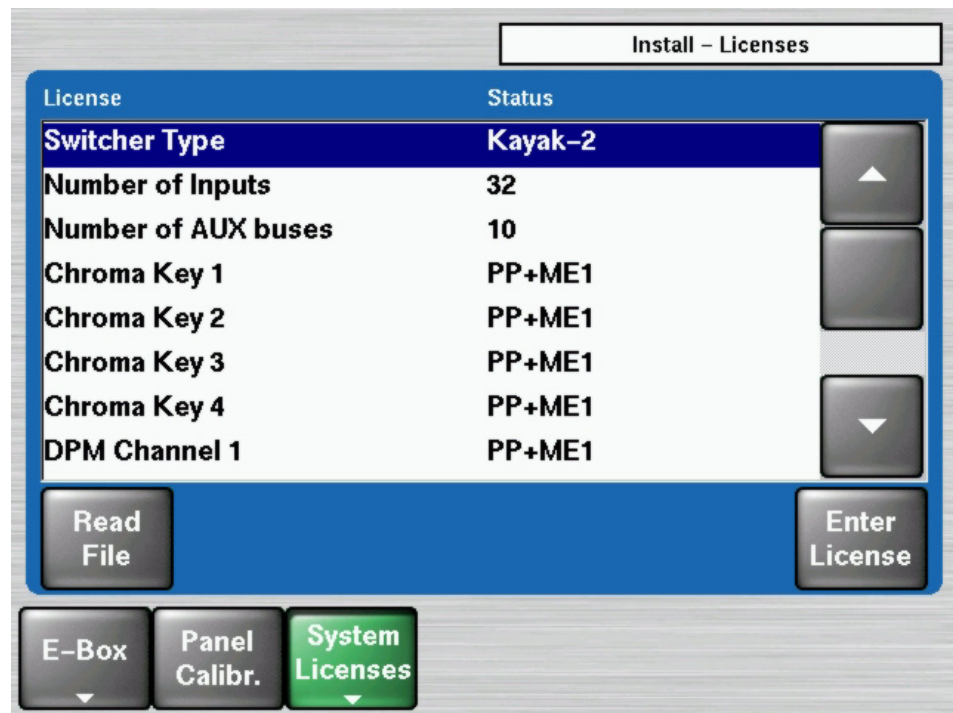 Install – Licenses
License Status
Switcher Type Kayak–2
Number of Inputs 32
Number of AUX buses 10
Chroma Key 1 PP+ME1
Chroma Key 2 PP+ME1
Chroma Key 3 PP+ME1
Chroma Key 4 PP+ME1
DPM Channel 1 PP+ME1
Read
File
Enter
License
E–Box
Panel
Calibr.
System
Licenses